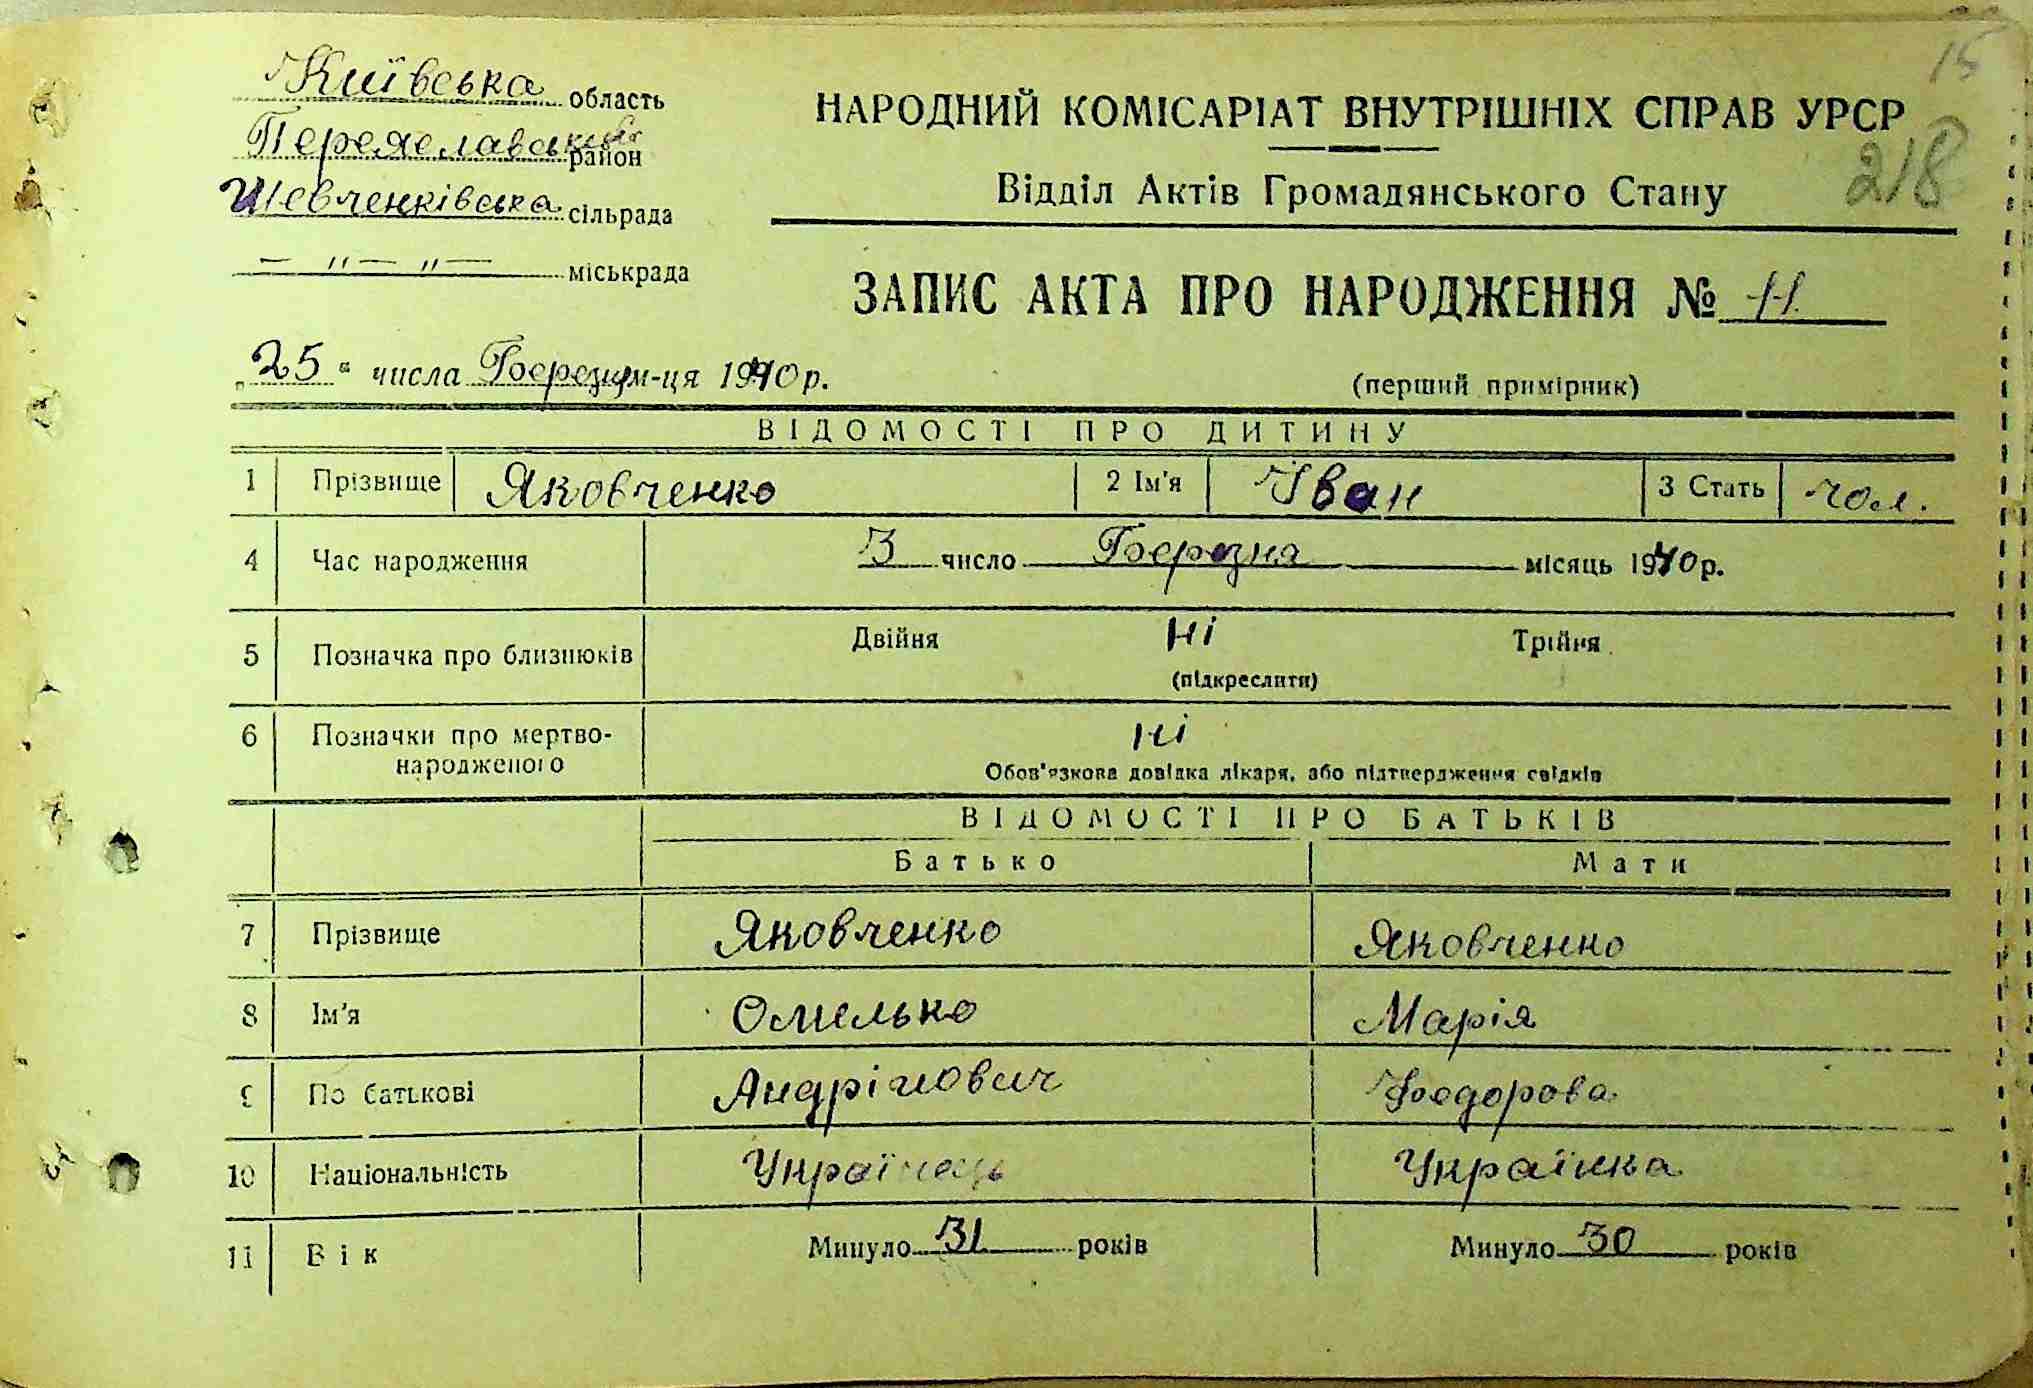 15
Київська область
Переяславський район
Шевченківська сільрада
— " — " — міськрада
НАРОДНИЙ КОМІСАРІАТ ВНУТРІШНІХ СПРАВ УРСР
218
Відділ Актів Громадянського Стану
ЗАПИС АКТА ПРО НАРОДЖЕННЯ № 11.
„25" числа Березня м-ця 1940 р.
(перший примірник)
ВІДОМОСТІ ПРО ДИТИНУ
1 Прізвище Яковченко 2 Ім'я Іван 3 Стать чол.
4 Час народження 3 число Березня місяць 1940 р.
5 Позначка про близнюків Двійня ні Трійня
(підкреслити)
6 Позначки про мертво-
народженого ні
Обов'язкова довідка лікаря, або підтвердження свідків
ВІДОМОСТІ ПРО БАТЬКІВ
Батько Мати
7 Прізвище Яковченко Яковченко
8 Ім'я Омелько Марія
9 По батькові Андрійович Федорова
10 Національність Українець Українка
11 Вік Минуло 31 років Минуло 30 років